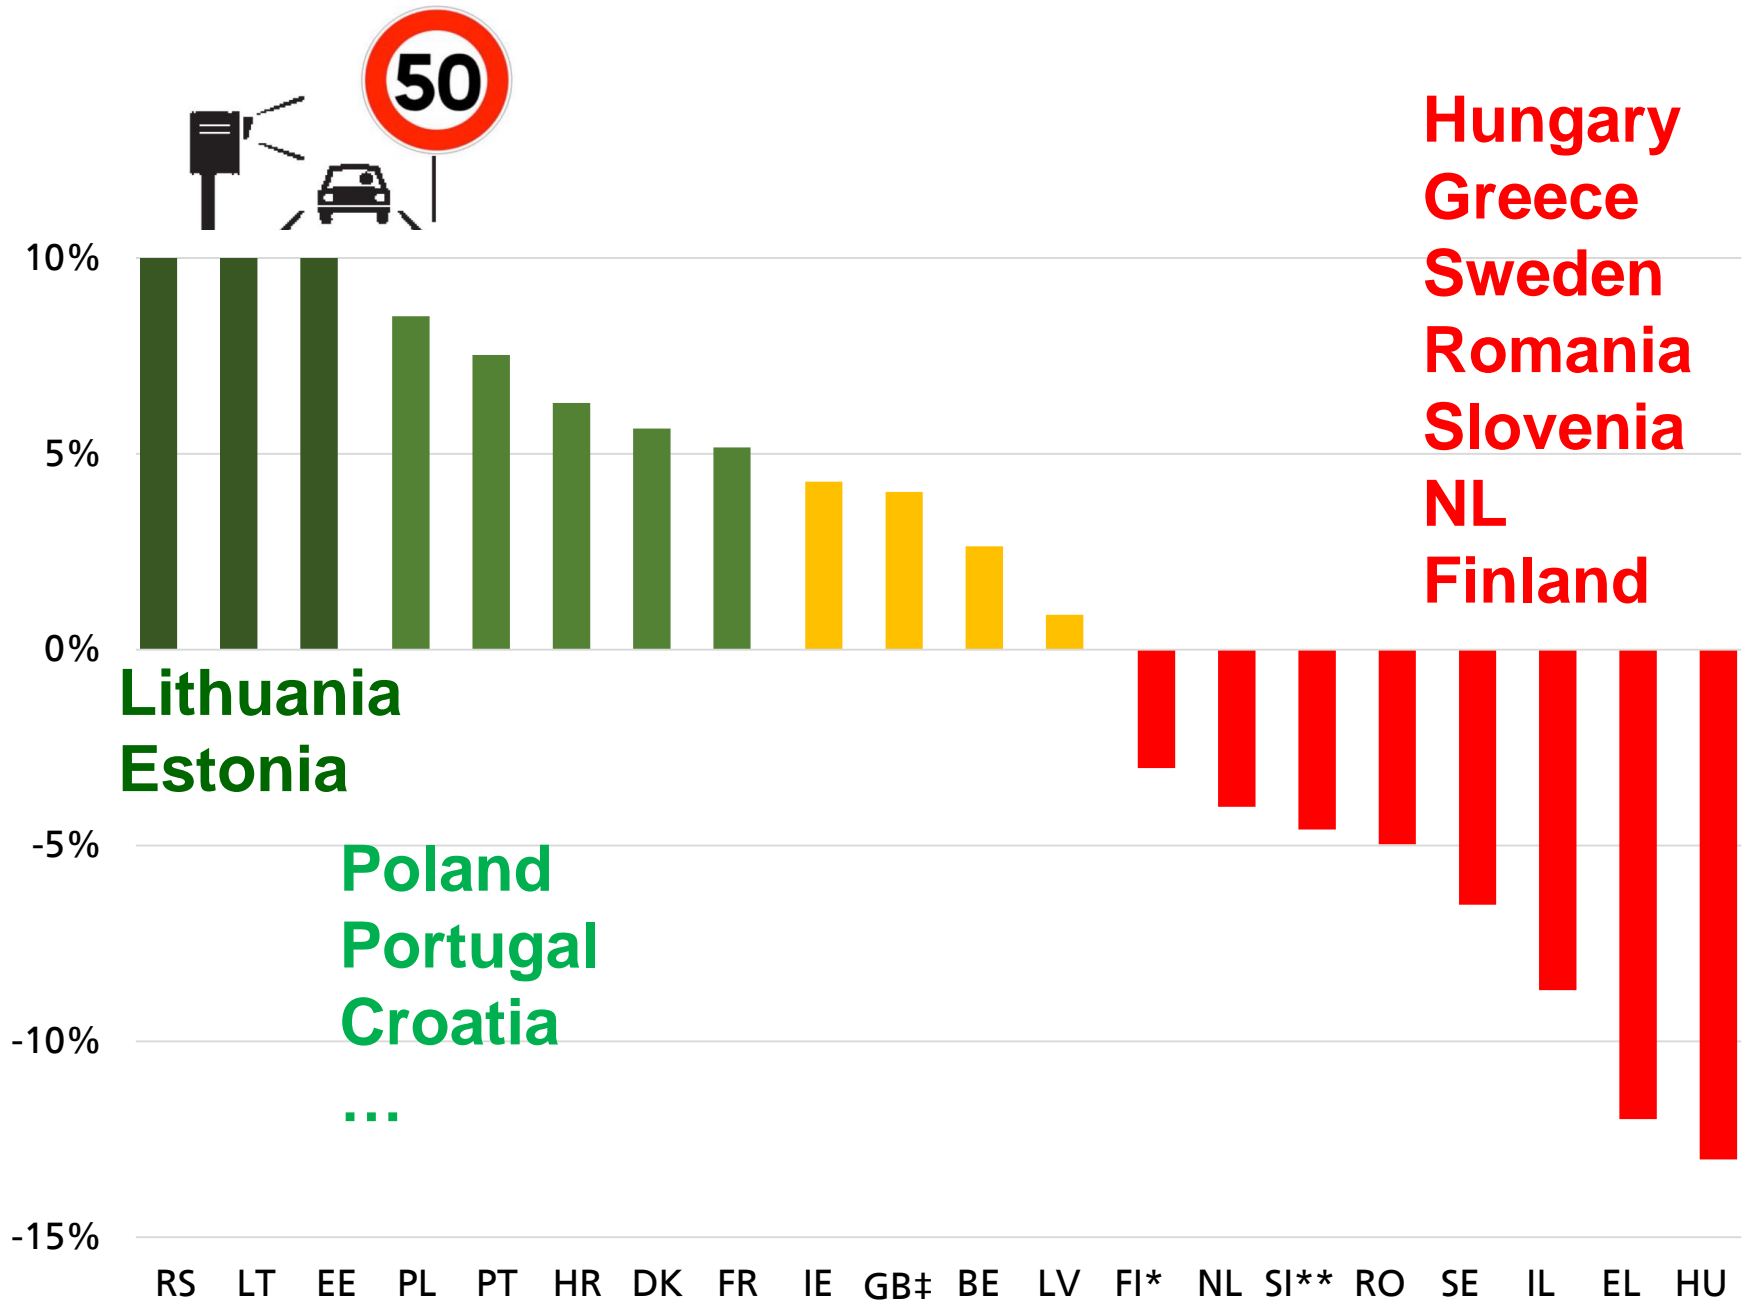 50
Hungary
Greece
Sweden
Romania
Slovenia
NL
Finland
10%
5%
0%
-5%
-10%
-15%
Lithuania
Estonia
Poland
Portugal
Croatia
...
RS LT EE PL PT HR DK FR IE GB‡ BE LV FI* NL SI** RO SE IL EL HU